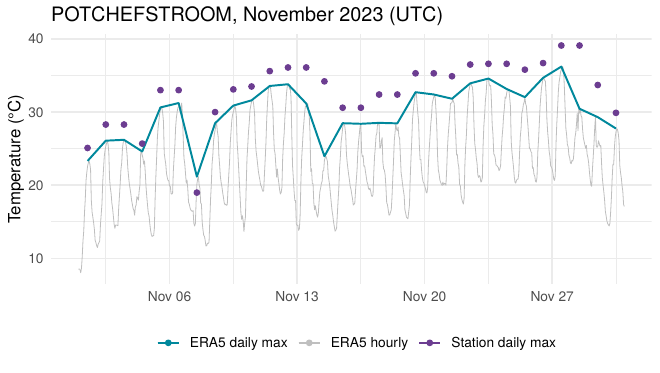 POTCHEFSTROOM, November 2023 (UTC)
Temperature (°C)
40
30
20
10
Nov 06 Nov 13 Nov 20 Nov 27
ERA5 daily max ERA5 hourly Station daily max